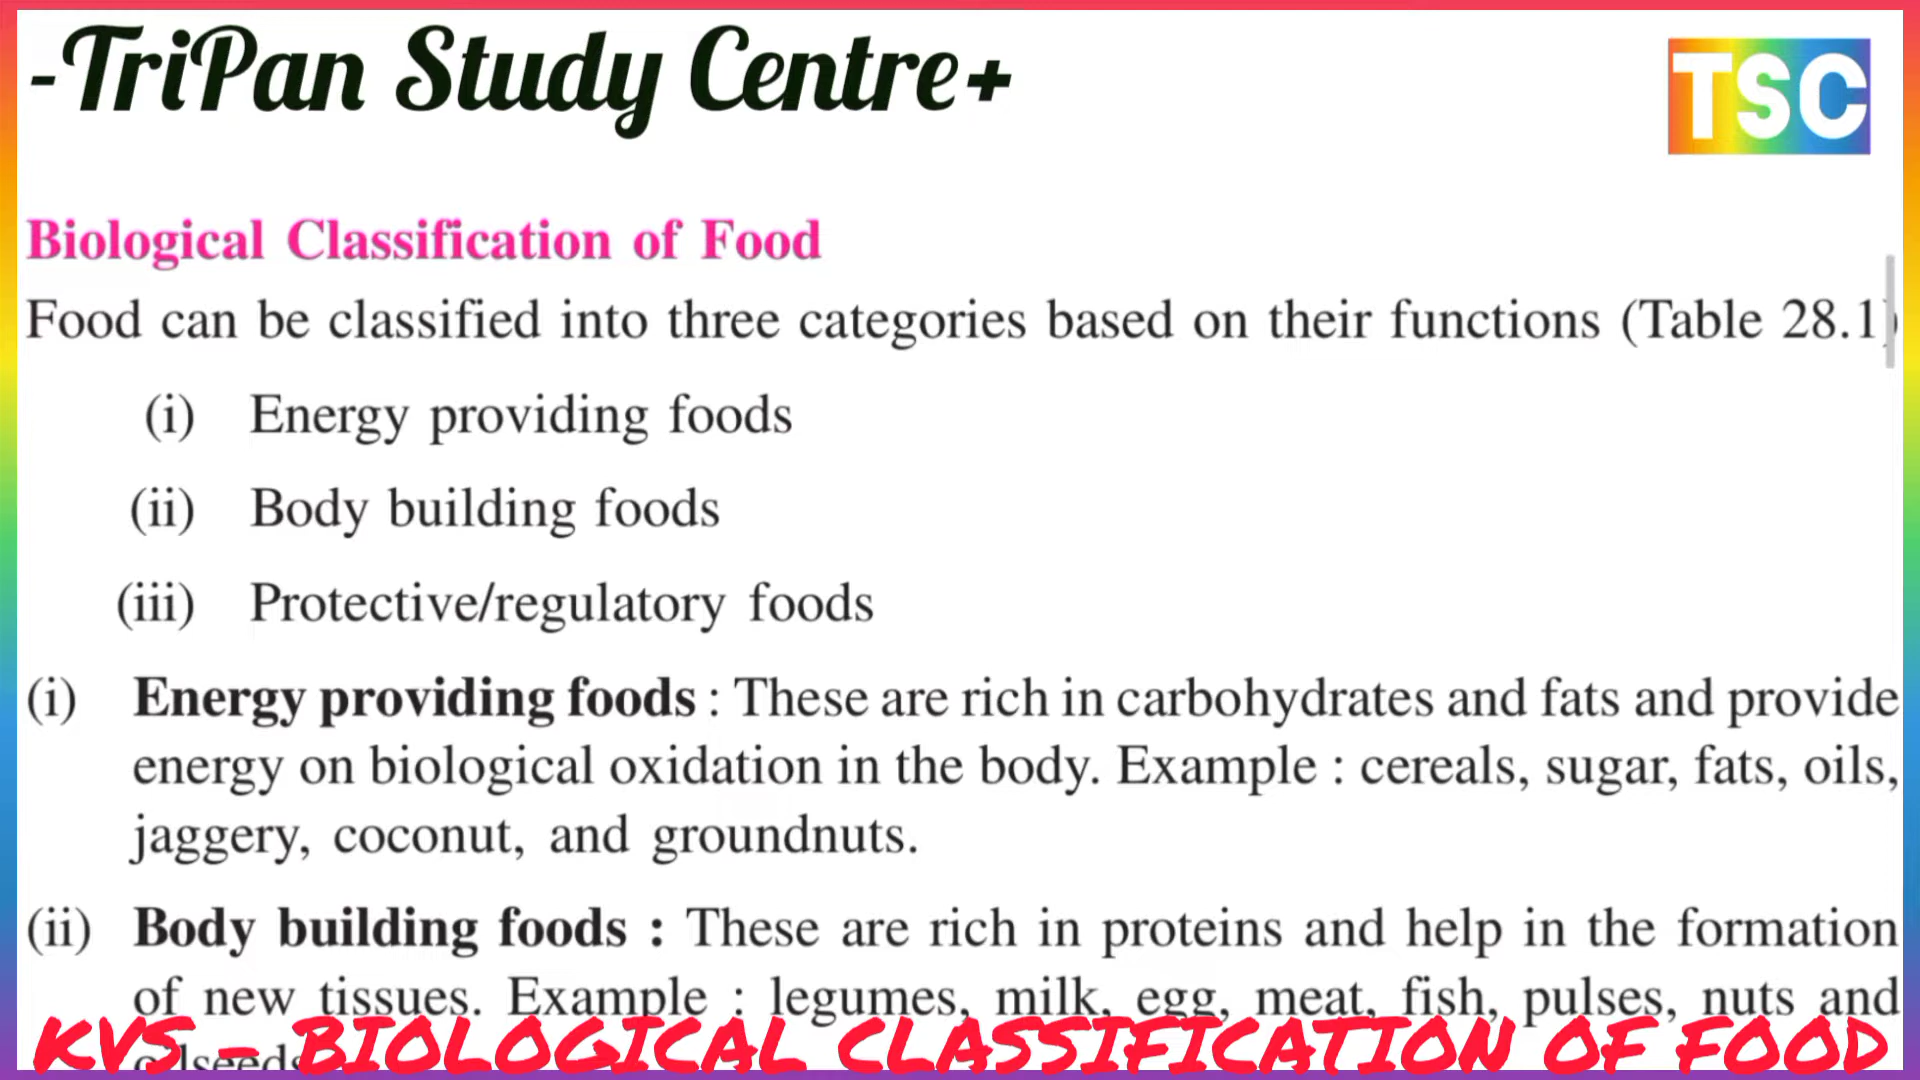 -TriPan Study Centre+
TSC
Biological Classification of Food
Food can be classified into three categories based on their functions (Table 28.1)
(i) Energy providing foods
(ii) Body building foods
(iii) Protective/regulatory foods
(i) Energy providing foods : These are rich in carbohydrates and fats and provide
energy on biological oxidation in the body. Example : cereals, sugar, fats, oils,
jaggery, coconut, and groundnuts.
(ii) Body building foods : These are rich in proteins and help in the formation
of new tissues. Example : legumes, milk, egg, meat, fish, pulses, nuts and
oilseeds
KVS - BIOLOGICAL CLASSIFICATION OF FOOD